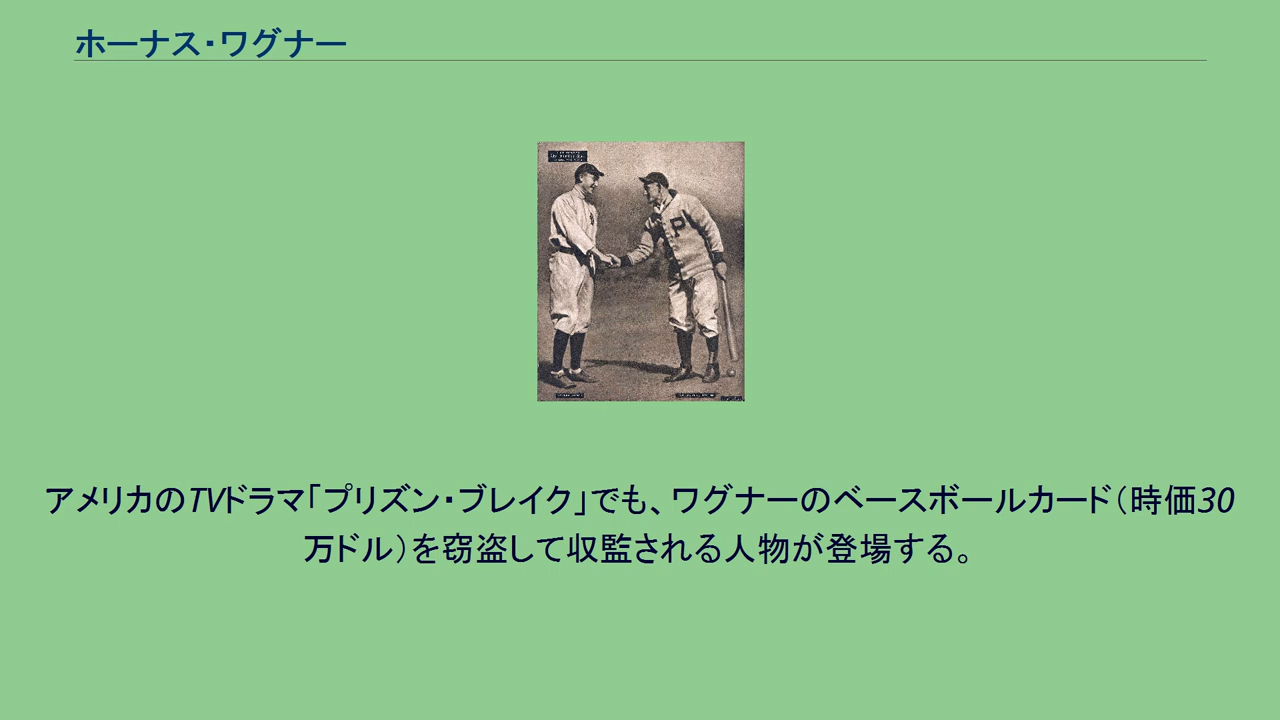 ホーナス・ワグナー
P
アメリカのTVドラマ「プリズン・ブレイク」でも、ワグナーのベースボールカード（時価30
万ドル）を窃盗して収監される人物が登場する。